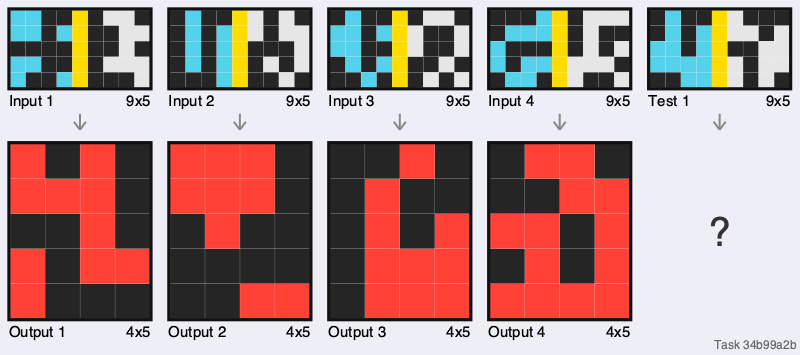 Input 1 9x5 Input 2 9x5 Input 3 9x5 Input 4 9x5 Test 1 9x5
?
Output 1 4x5 Output 2 4x5 Output 3 4x5 Output 4 4x5
Task 34b99a2b